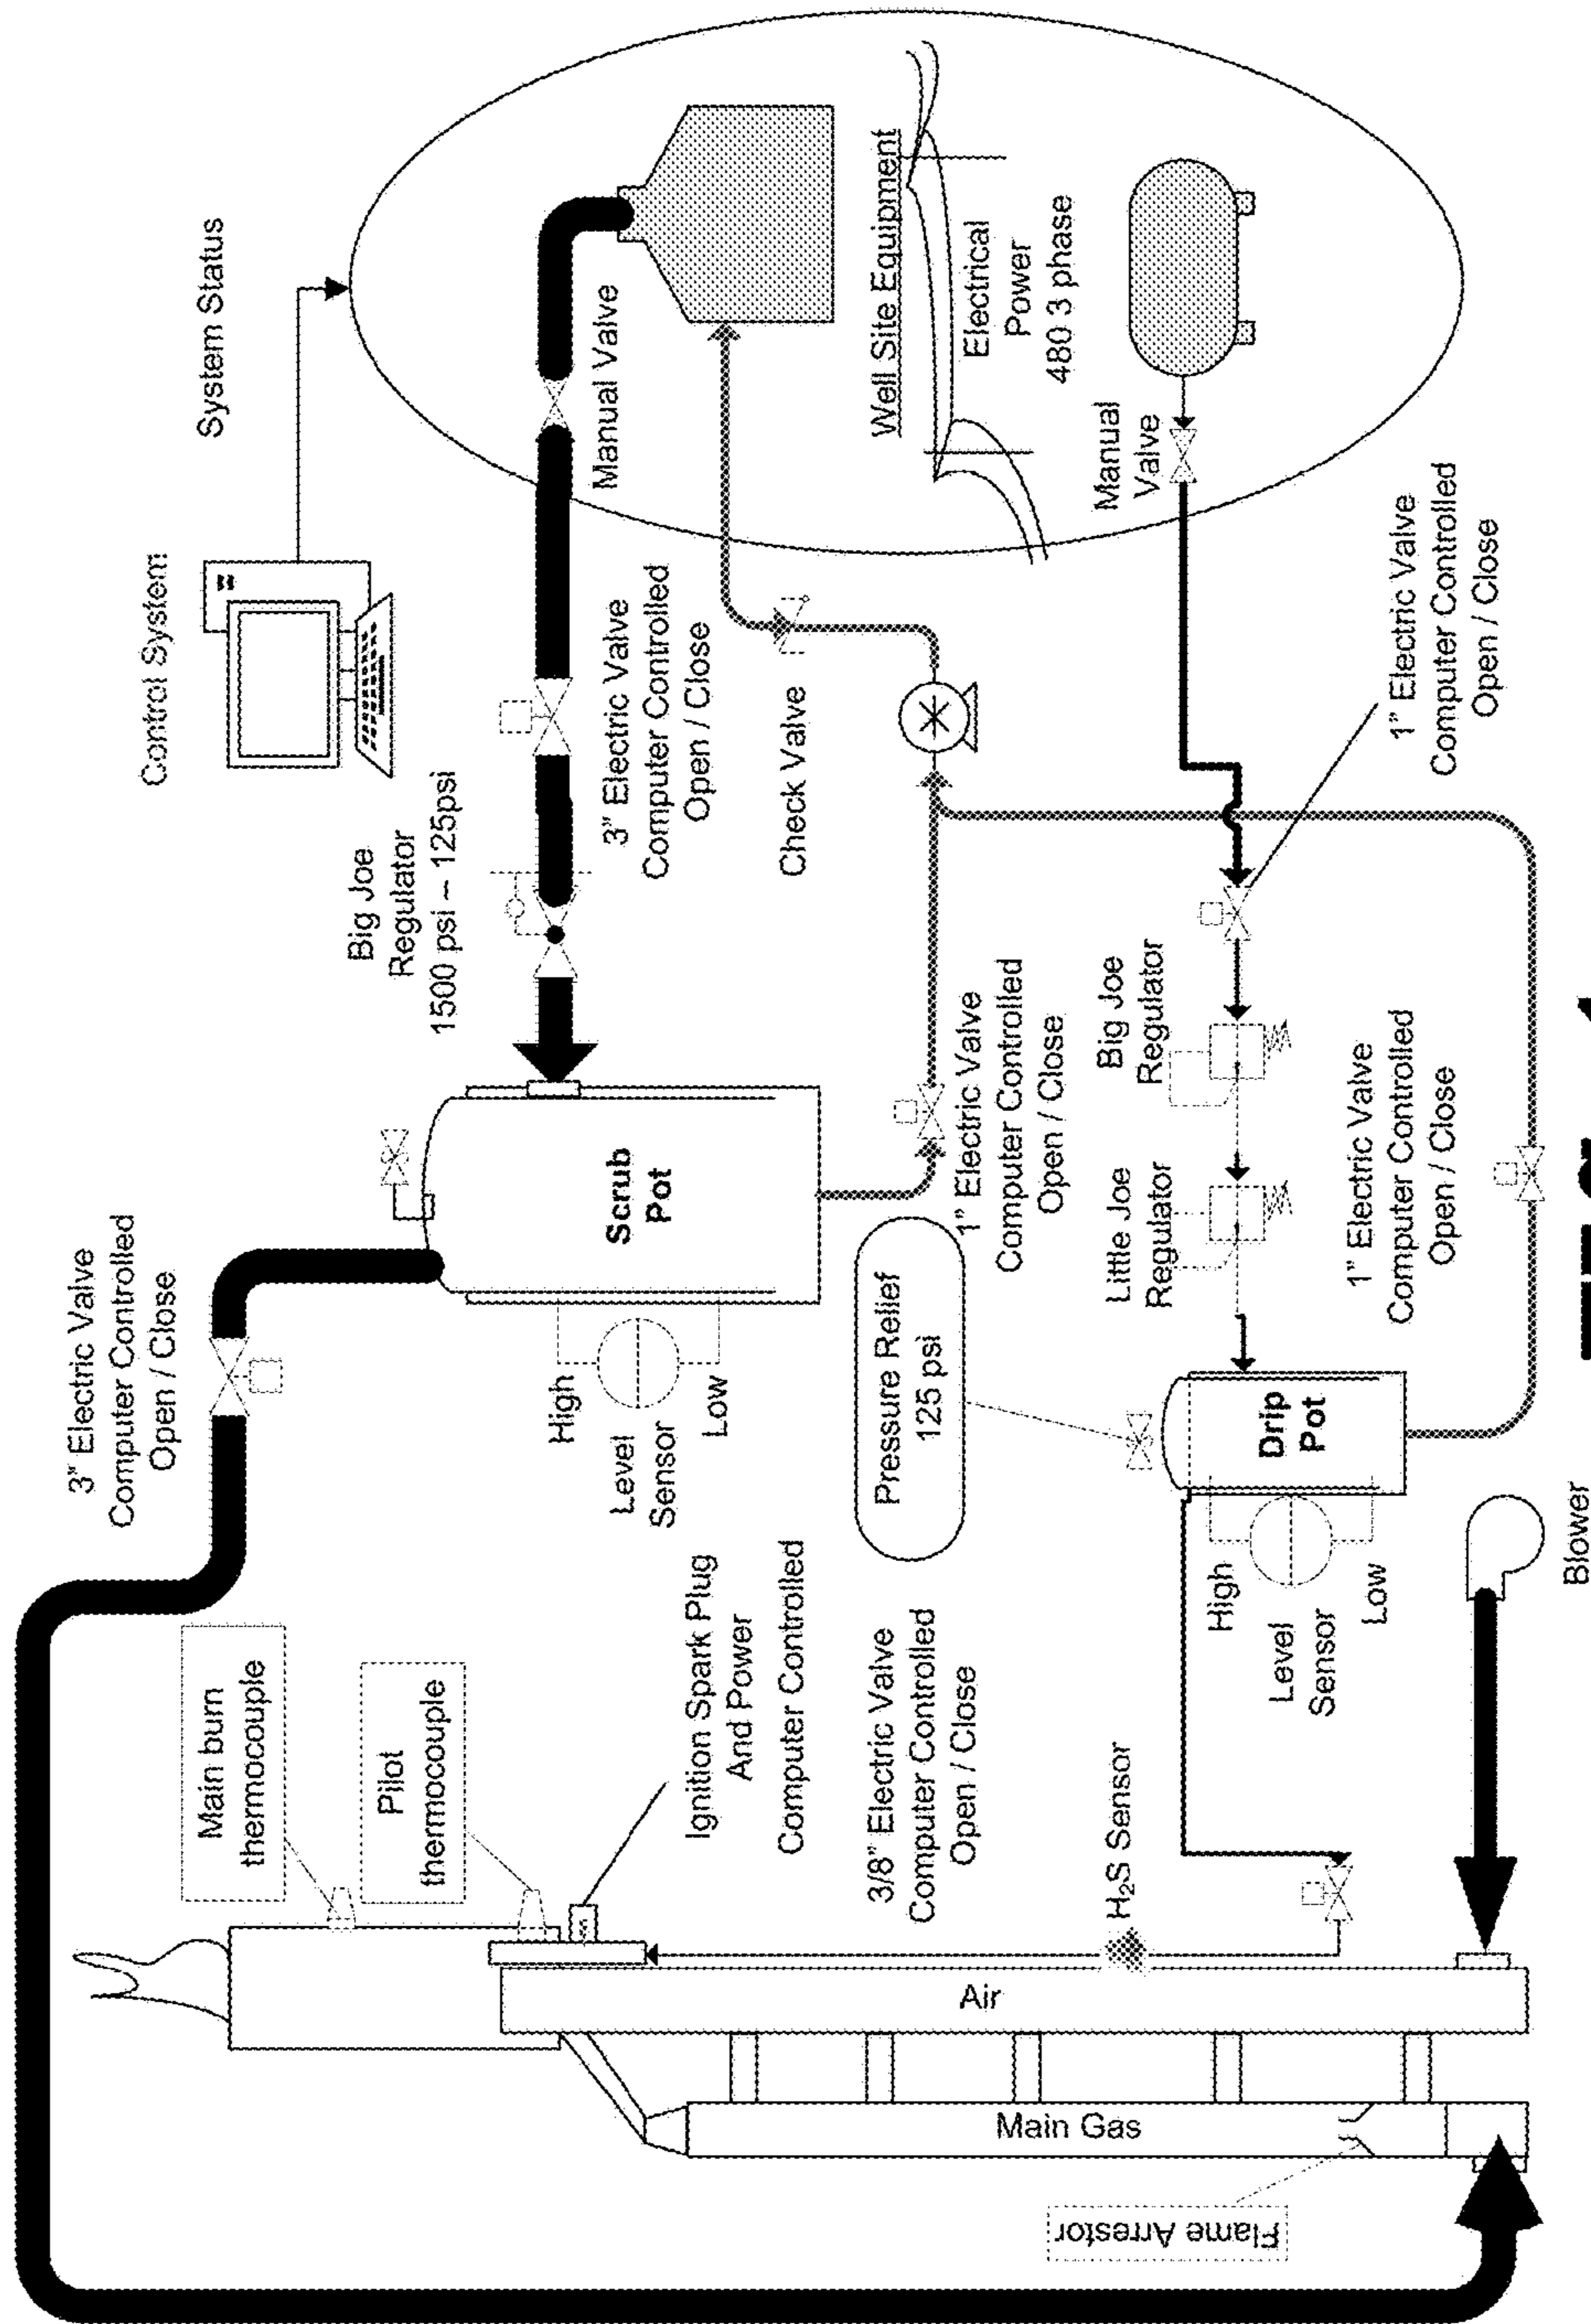 Control System
System Status
Big Joe
Regulator
1500 psi – 125psi
3" Electric Valve
Computer Controlled
Open / Close
Manual Valve
3" Electric Valve
Computer Controlled
Open / Close
Check Valve
Well Site Equipment
Electrical
Power
480 3 phase
Manual
Valve
Scrub
Pot
High
Level
Sensor
Low
1" Electric Valve
Computer Controlled
Open / Close
1" Electric Valve
Computer Controlled
Open / Close
Big Joe
Regulator
Little Joe
Regulator
1" Electric Valve
Computer Controlled
Open / Close
Pressure Relief
125 psi
Drip
Pot
High
Level
Sensor
Low
Main burn
thermocouple
Pilot
thermocouple
Ignition Spark Plug
And Power
Computer Controlled
3/8" Electric Valve
Computer Controlled
Open / Close
H₂S Sensor
Air
Main Gas
Flame Arrestor
Blower